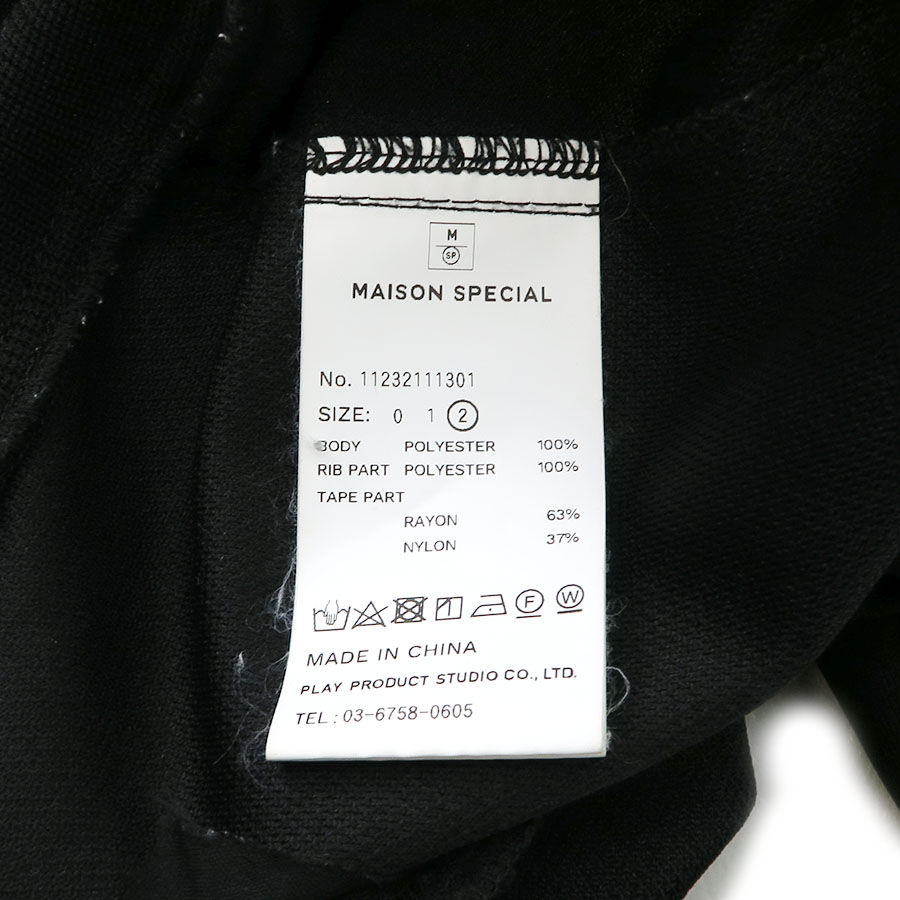 M
SP
MAISON SPECIAL
No. 11232111301
SIZE: 0 1 2
BODY POLYESTER 100%
RIB PART POLYESTER 100%
TAPE PART
RAYON 63%
NYLON 37%
F W
MADE IN CHINA
PLAY PRODUCT STUDIO CO., LTD.
TEL : 03-6758-0605